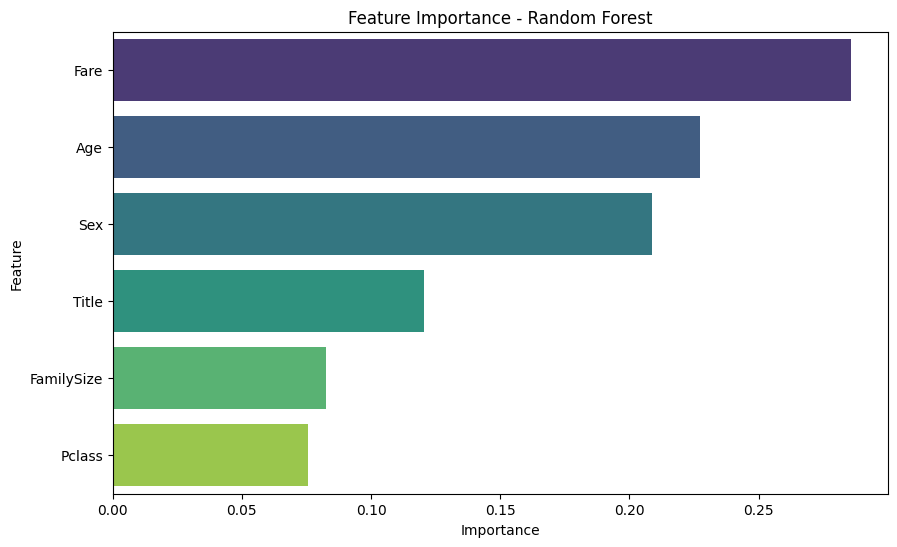 Feature Importance - Random Forest
Feature
Fare
Age
Sex
Title
FamilySize
Pclass
0.00 0.05 0.10 0.15 0.20 0.25
Importance